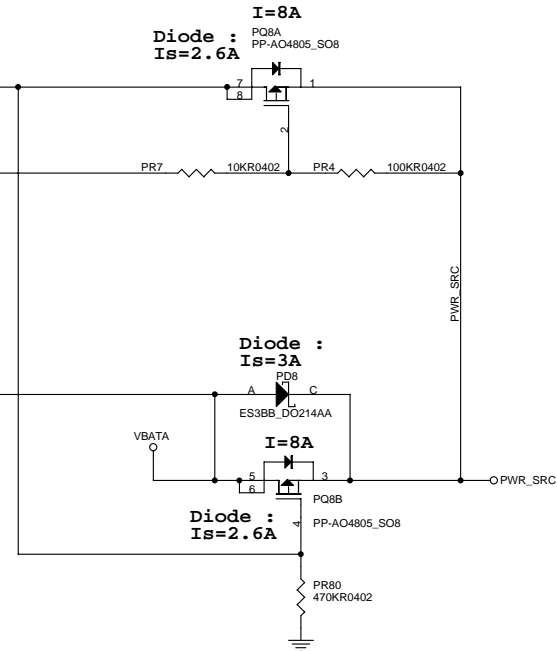 I=8A
Diode :
Is=2.6A
PQ8A
PP-AO4805_SO8
7
8
1
2
PR7
10KR0402
PR4
100KR0402
PWR_SRC
Diode :
Is=3A
PD8
A
C
ES3BB_DO214AA
VBATA
I=8A
5
6
3
PWR_SRC
PQ8B
4
PP-AO4805_SO8
Diode :
Is=2.6A
PR80
470KR0402